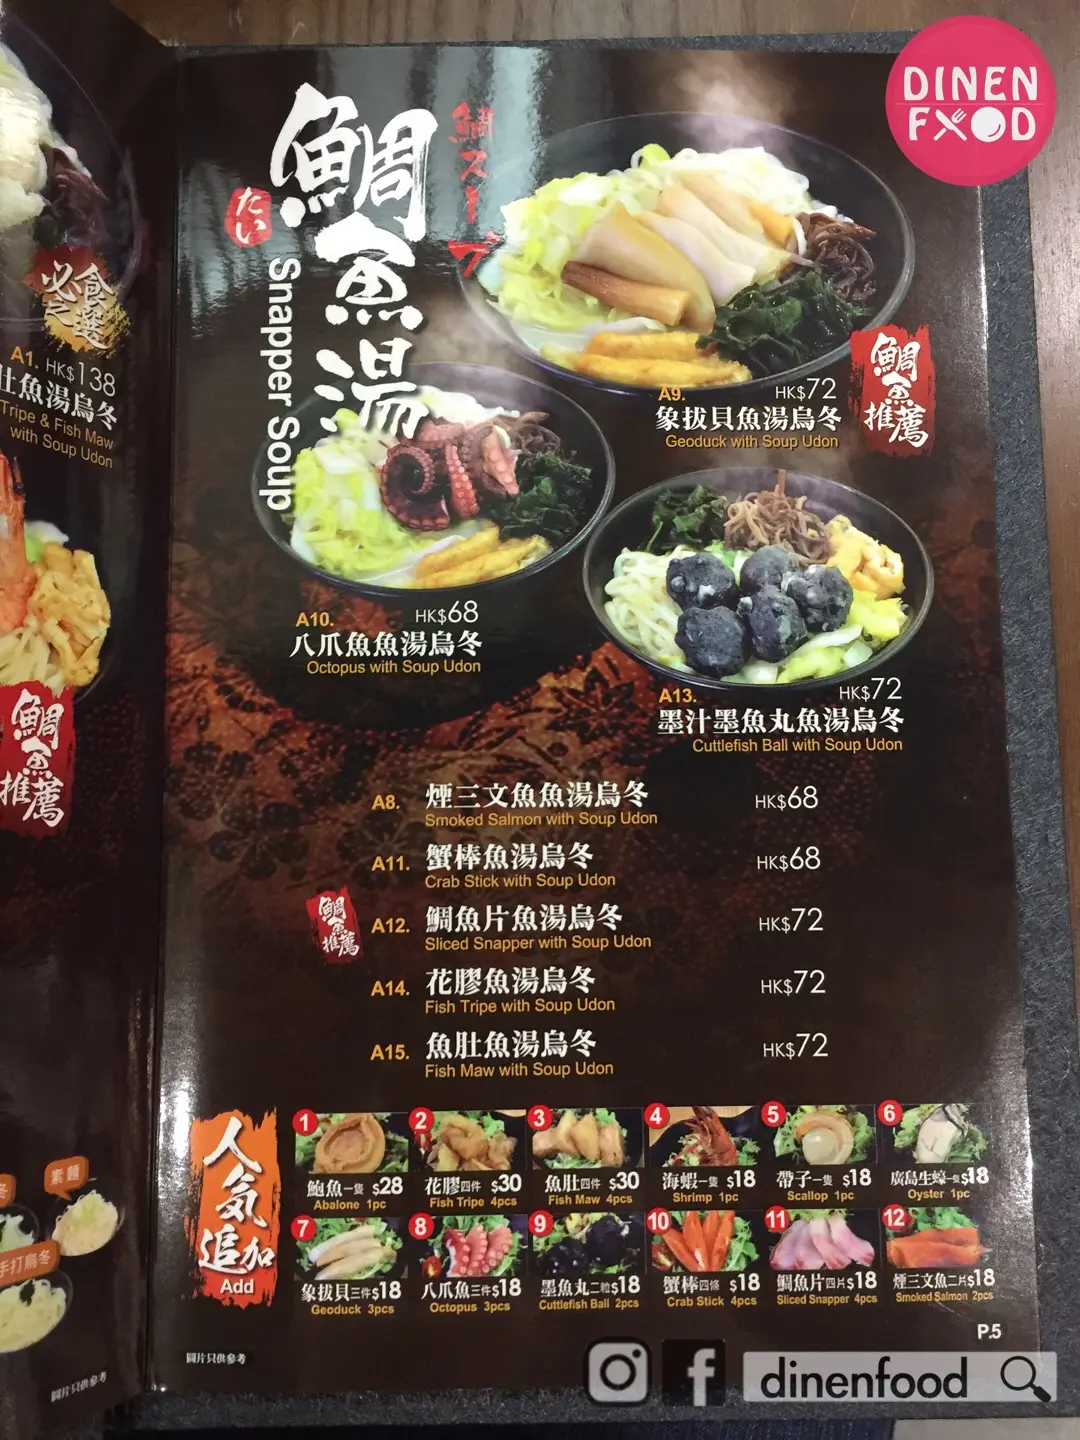 DINEN
FOOD
鯛魚湯
たい
鯛スープ
Snapper Soup
必食之選
A1. HK$138
肚魚湯烏冬
Tripe & Fish Maw
with Soup Udon
鯛魚推薦
A9. HK$72
象拔貝魚湯烏冬
Geoduck with Soup Udon
鯛魚推薦
A10. HK$68
八爪魚魚湯烏冬
Octopus with Soup Udon
A13. HK$72
墨汁墨魚丸魚湯烏冬
Cuttlefish Ball with Soup Udon
A8. 煙三文魚魚湯烏冬 HK$68
Smoked Salmon with Soup Udon
A11. 蟹棒魚湯烏冬 HK$68
Crab Stick with Soup Udon
鯛魚推薦
A12. 鯛魚片魚湯烏冬 HK$72
Sliced Snapper with Soup Udon
A14. 花膠魚湯烏冬 HK$72
Fish Tripe with Soup Udon
A15. 魚肚魚湯烏冬 HK$72
Fish Maw with Soup Udon
人氣追加
Add
1 2 3 4 5 6
鮑魚一隻 $28 花膠四件 $30 魚肚四件 $30 海蝦一隻 $18 帶子一隻 $18 廣島生蠔一隻 $18
Abalone 1pc Fish Tripe 4pcs Fish Maw 4pcs Shrimp 1pc Scallop 1pc Oyster 1pc
7 8 9 10 11 12
象拔貝三件 $18 八爪魚三件 $18 墨魚丸二粒 $18 蟹棒四條 $18 鯛魚片四片 $18 煙三文魚二片 $18
Geoduck 3pcs Octopus 3pcs Cuttlefish Ball 2pcs Crab Stick 4pcs Sliced Snapper 4pcs Smoked Salmon 2pcs
素麵
冬
手打烏冬
圖片只供參考
圖片只供參考
P.5
f dinenfood